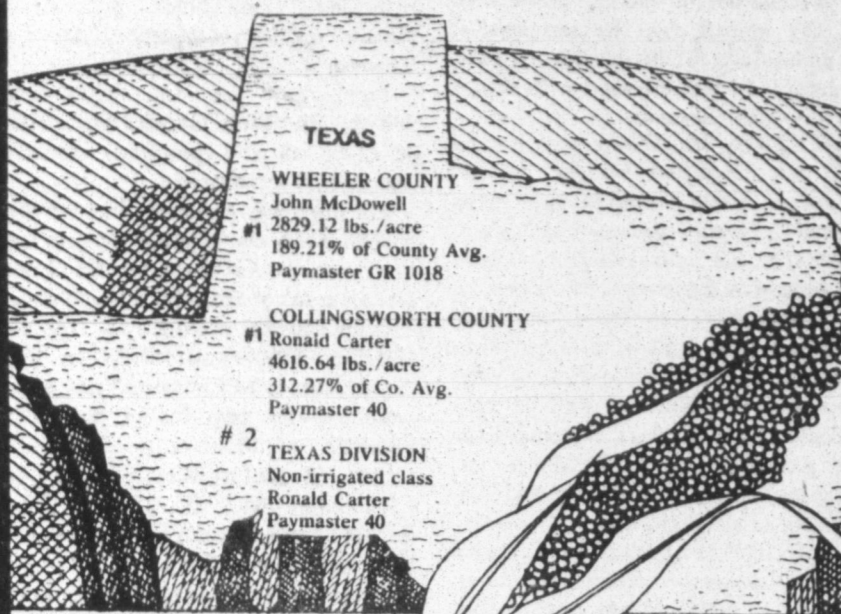 TEXAS
WHEELER COUNTY
John McDowell
#1 2829.12 lbs./acre
189.21% of County Avg.
Paymaster GR 1018
COLLINGSWORTH COUNTY
#1 Ronald Carter
4616.64 lbs./acre
312.27% of Co. Avg.
Paymaster 40
# 2
TEXAS DIVISION
Non-irrigated class
Ronald Carter
Paymaster 40